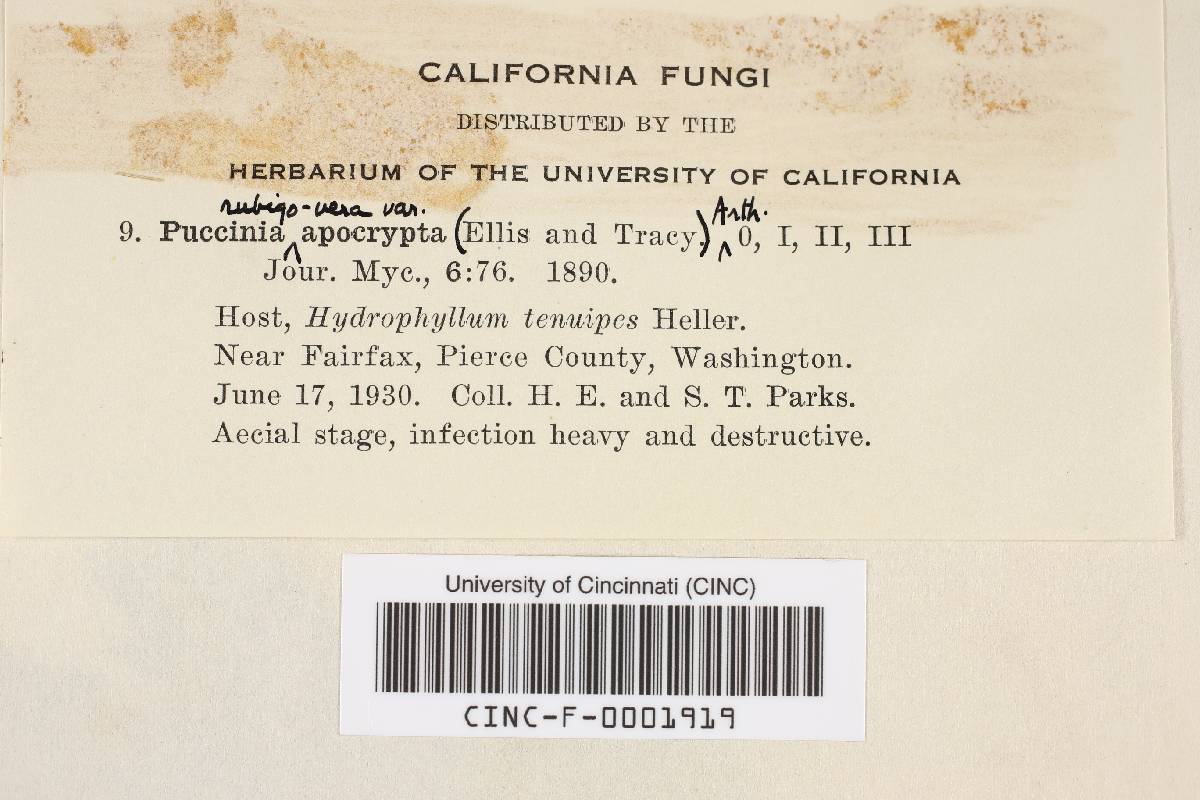 CALIFORNIA FUNGI
DISTRIBUTED BY THE
HERBARIUM OF THE UNIVERSITY OF CALIFORNIA
rubigo-vera var. Arth.
9. Puccinia ^ apocrypta (Ellis and Tracy.) ^ 0, I, II, III
Jour. Myc., 6:76. 1890.
Host, Hydrophyllum tenuipes Heller.
Near Fairfax, Pierce County, Washington.
June 17, 1930. Coll. H. E. and S. T. Parks.
Aecial stage, infection heavy and destructive.
University of Cincinnati (CINC)
CINC-F-0001919